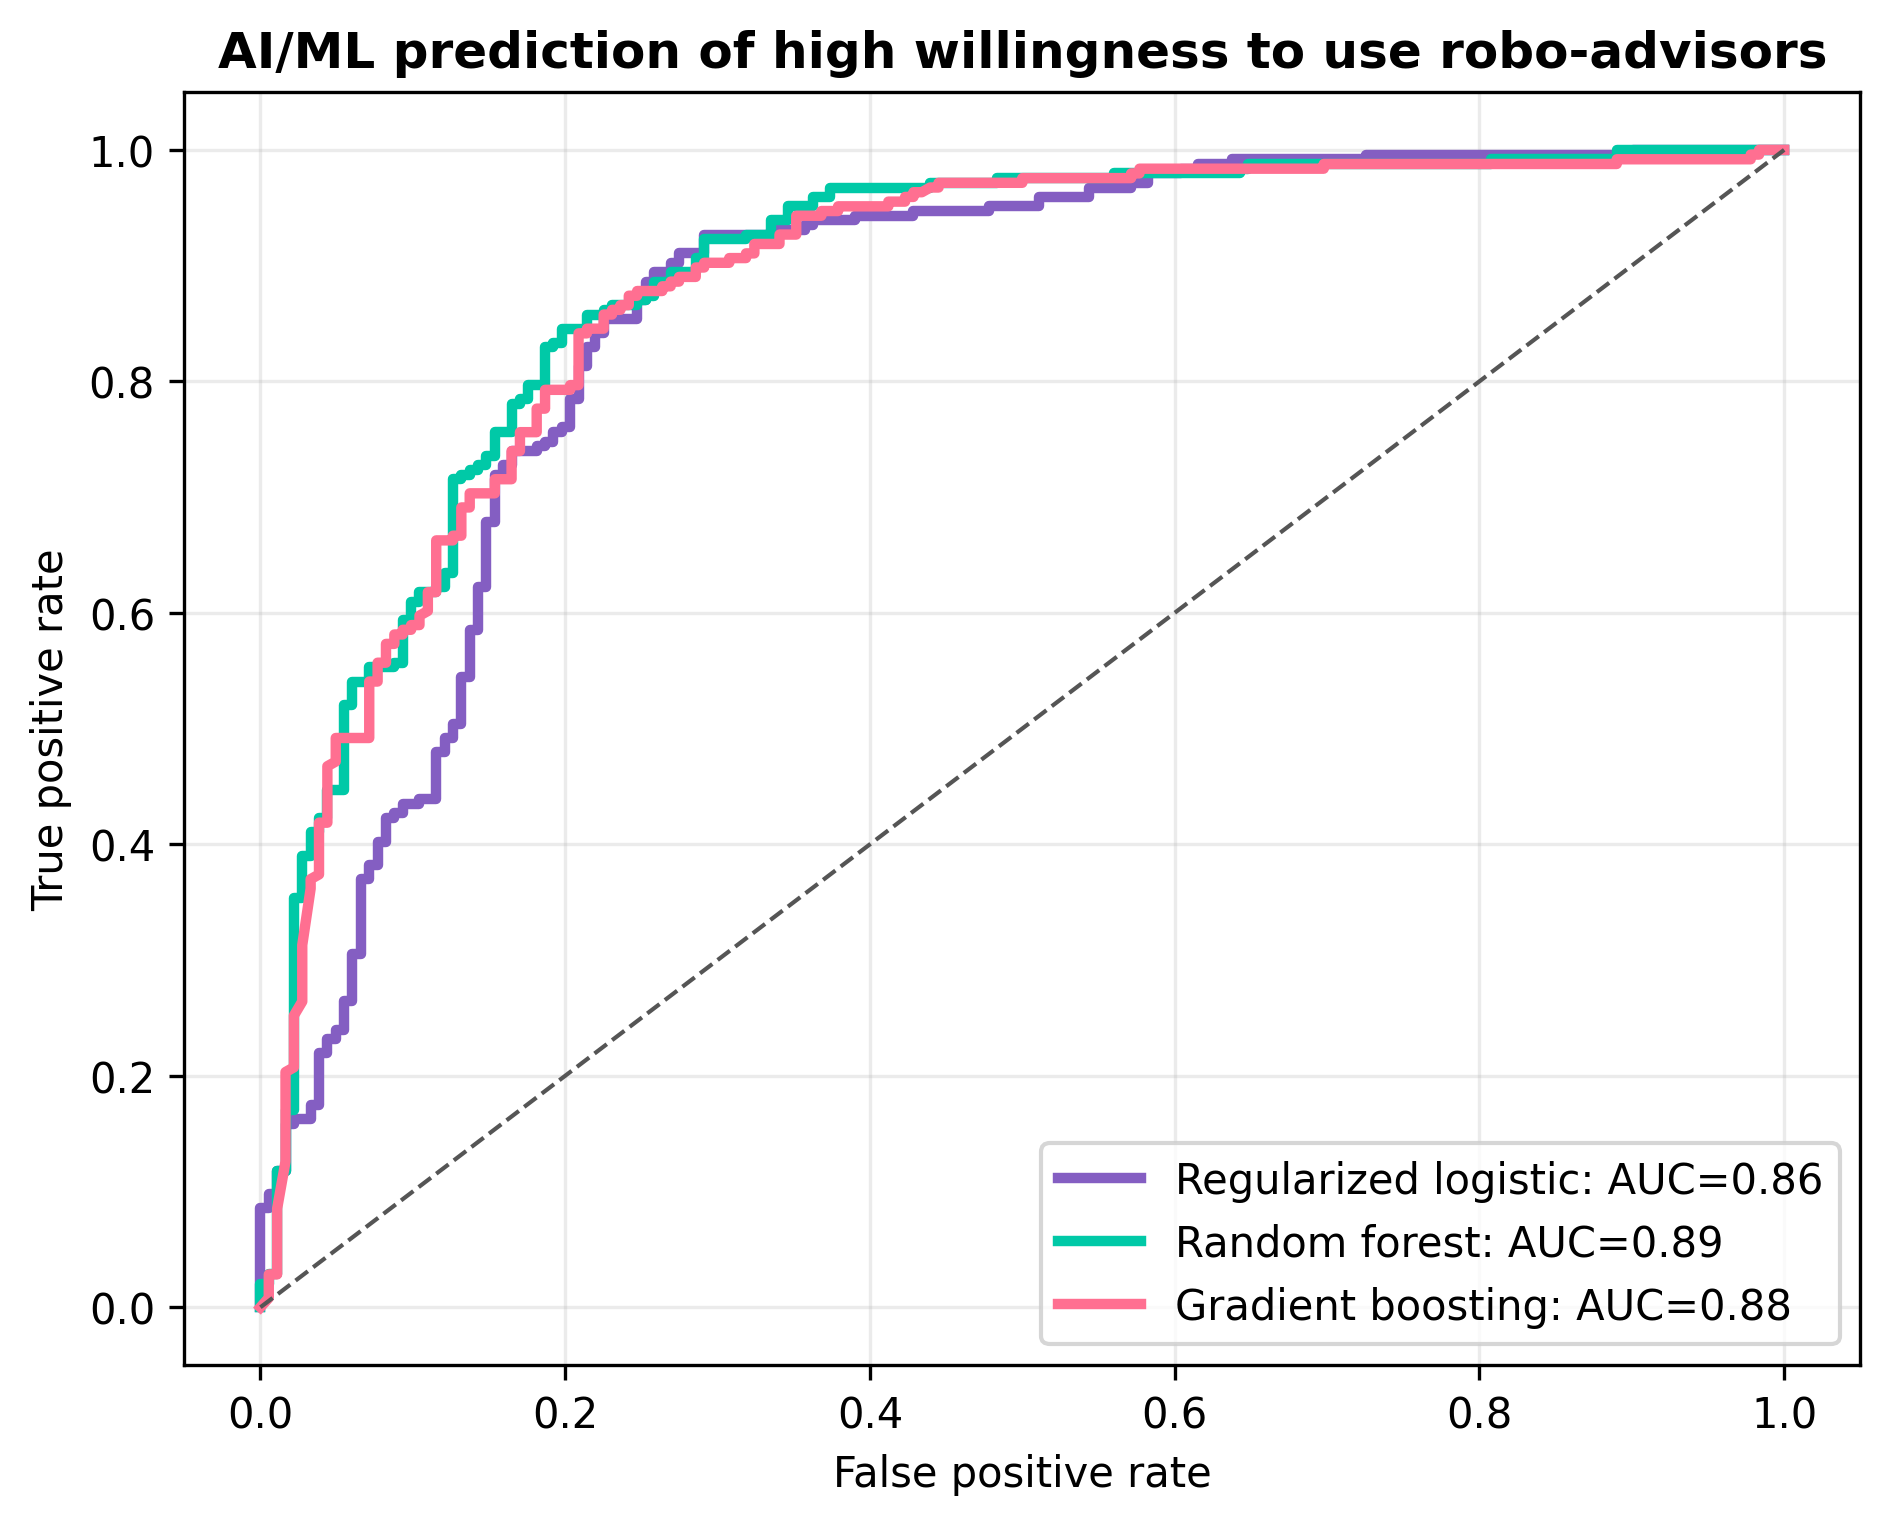 AI/ML prediction of high willingness to use robo-advisors
True positive rate
1.0
0.8
0.6
0.4
0.2
0.0
Regularized logistic: AUC=0.86
Random forest: AUC=0.89
Gradient boosting: AUC=0.88
0.0 0.2 0.4 0.6 0.8 1.0
False positive rate